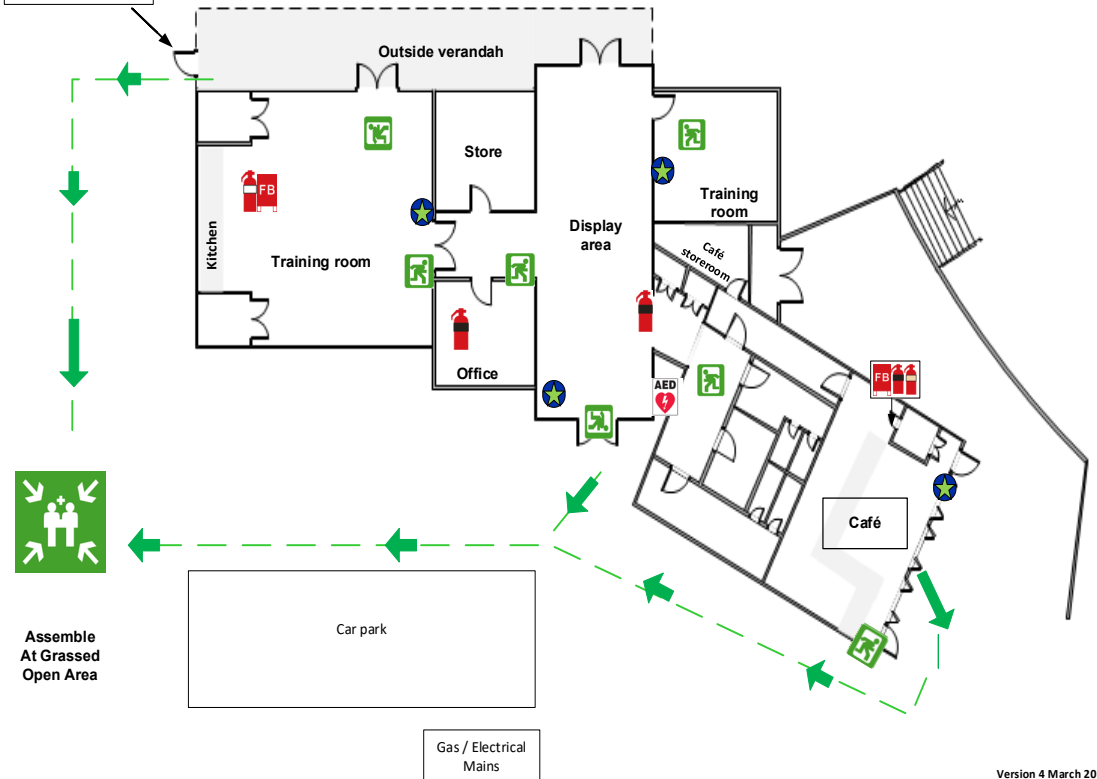 Outside verandah
Store
Training
room
Display
area
Kitchen
FB
Training room
Café
storeroom
Office
AED
FB
Café
Car park
Assemble
At Grassed
Open Area
Gas / Electrical
Mains
Version 4 March 20